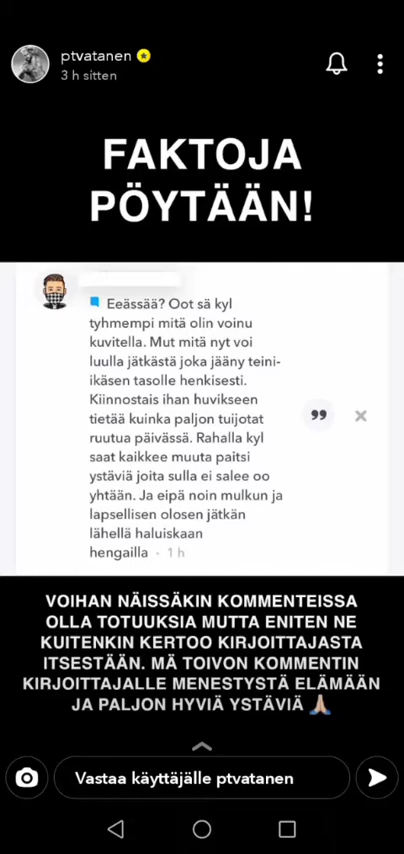 ptvatanen
3 h sitten
FAKTOJA
PÖYTÄÄN!
Eeässää? Oot sä kyl
tyhmempi mitä olin voinu
kuvitella. Mut mitä nyt voi
luulla jätkästä joka jääny teini-
ikäsen tasolle henkisesti.
Kiinnostais ihan huvikseen
tietää kuinka paljon tuijotat
ruutua päivässä. Rahalla kyl
saat kaikkee muuta paitsi
ystäviä joita sulla ei salee oo
yhtään. Ja eipä noin mulkun ja
lapsellisen olosen jätkän
lähellä haluiskaan
hengailla • 1 h
VOIHAN NÄISSÄKIN KOMMENTEISSA
OLLA TOTUUKSIA MUTTA ENITEN NE
KUITENKIN KERTOO KIRJOITTAJASTA
ITSESTÄÄN. MÄ TOIVON KOMMENTIN
KIRJOITTAJALLE MENESTYSTÄ ELÄMÄÄN
JA PALJON HYVIÄ YSTÄVIÄ 🙏🏼
Vastaa käyttäjälle ptvatanen